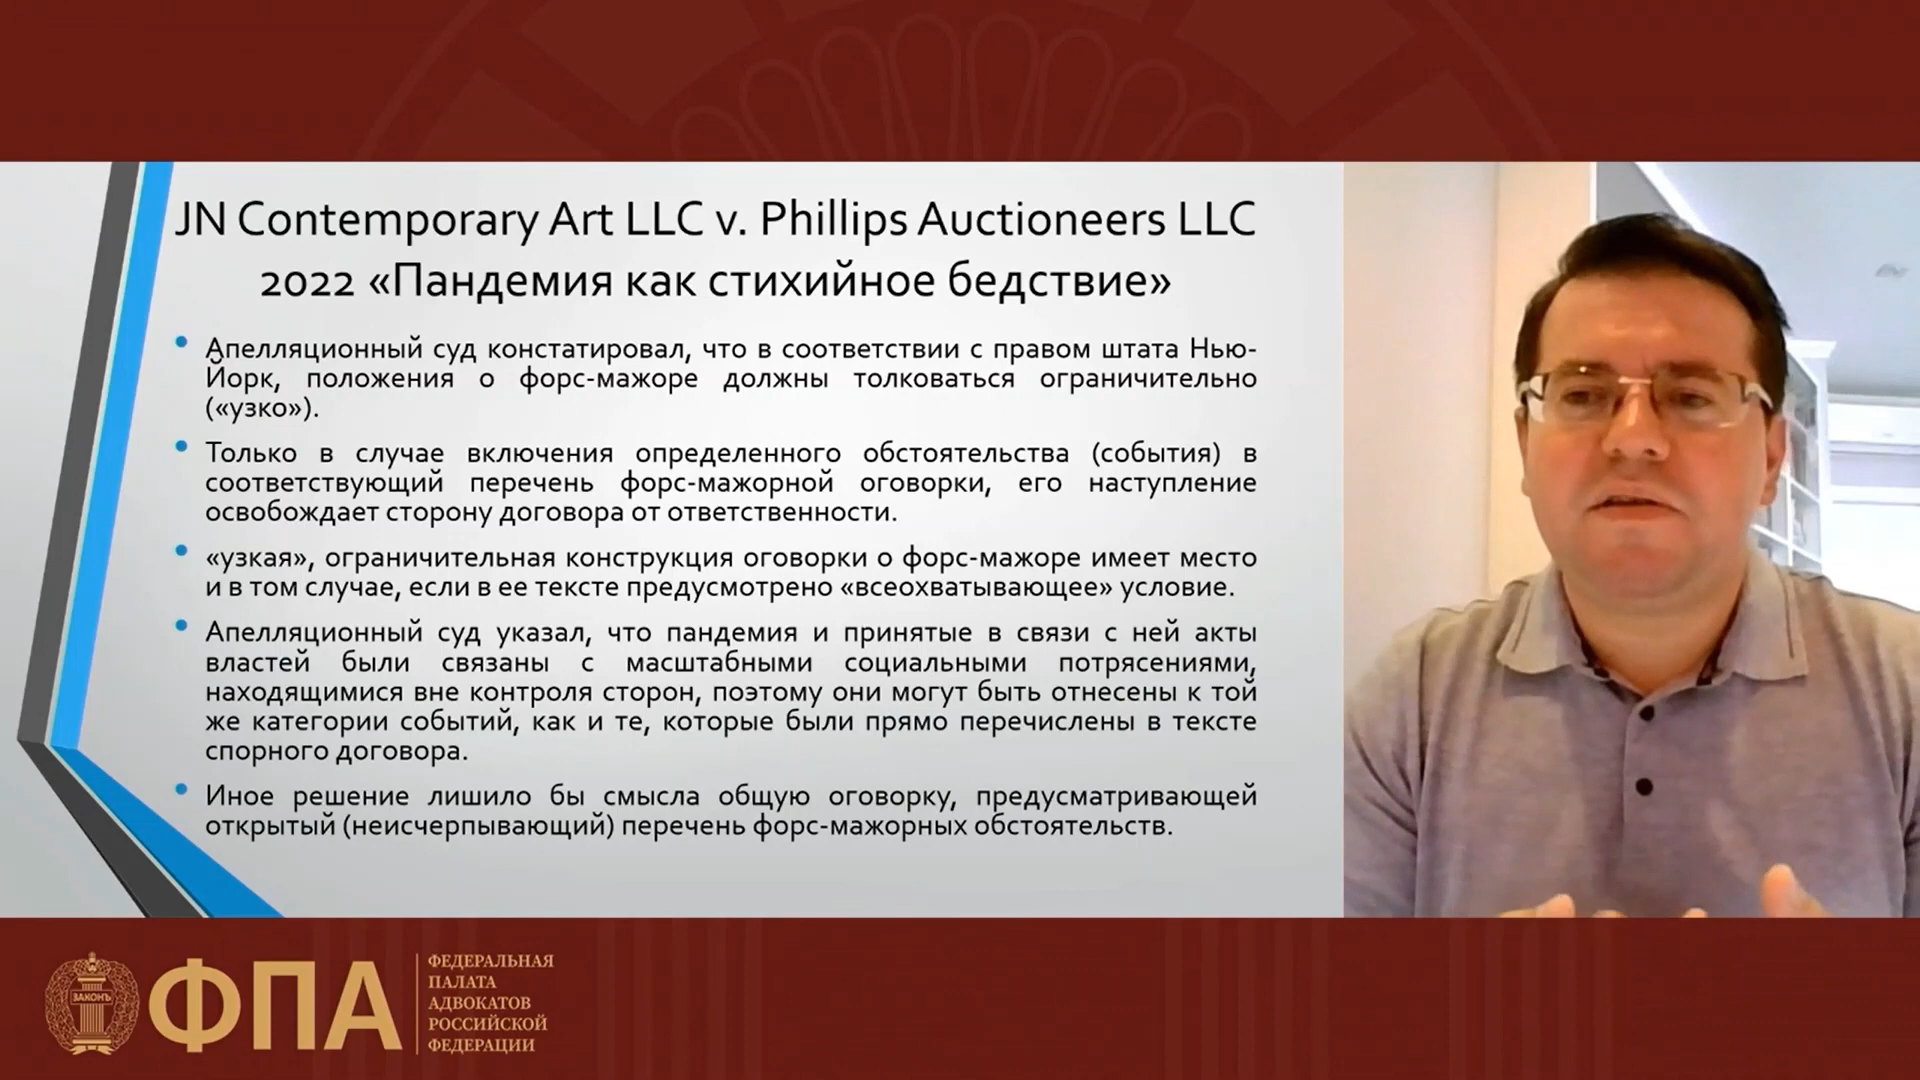 JN Contemporary Art LLC v. Phillips Auctioneers LLC
2022 «Пандемия как стихийное бедствие»
Апелляционный суд констатировал, что в соответствии с правом штата Нью-
Йорк, положения о форс-мажоре должны толковаться ограничительно
(«узко»).
Только в случае включения определенного обстоятельства (события) в
соответствующий перечень форс-мажорной оговорки, его наступление
освобождает сторону договора от ответственности.
«узкая», ограничительная конструкция оговорки о форс-мажоре имеет место
и в том случае, если в ее тексте предусмотрено «всеохватывающее» условие.
Апелляционный суд указал, что пандемия и принятые в связи с ней акты
властей были связаны с масштабными социальными потрясениями,
находящимися вне контроля сторон, поэтому они могут быть отнесены к той
же категории событий, как и те, которые были прямо перечислены в тексте
спорного договора.
Иное решение лишило бы смысла общую оговорку, предусматривающей
открытый (неисчерпывающий) перечень форс-мажорных обстоятельств.
ЗАКОНЪ
ФПА
ФЕДЕРАЛЬНАЯ
ПАЛАТА
АДВОКАТОВ
РОССИЙСКОЙ
ФЕДЕРАЦИИ